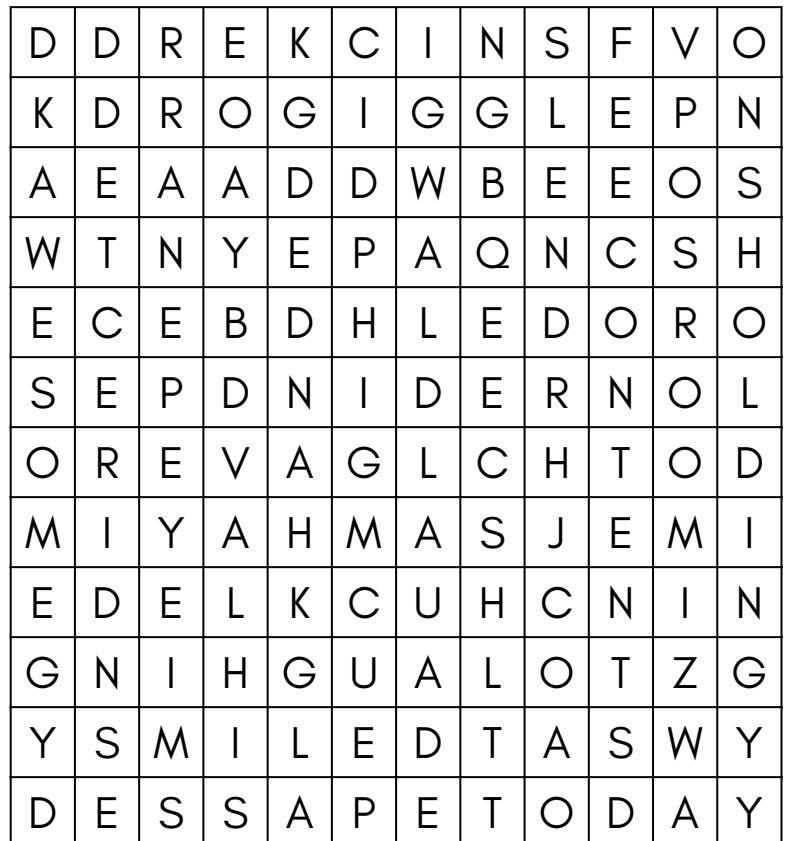 D D R E K C I N S F V O
K D R O G I G G L E P N
A E A A D D W B E E O S
W T N Y E P A Q N C S H
E C E B D H L E D O R O
S E P D N I D E R N O L
O R E V A G L C H T O D
M I Y A H M A S J E M I
E D E L K C U H C N I N
G N I H G U A L O T Z G
Y S M I L E D T A S W Y
D E S S A P E T O D A Y